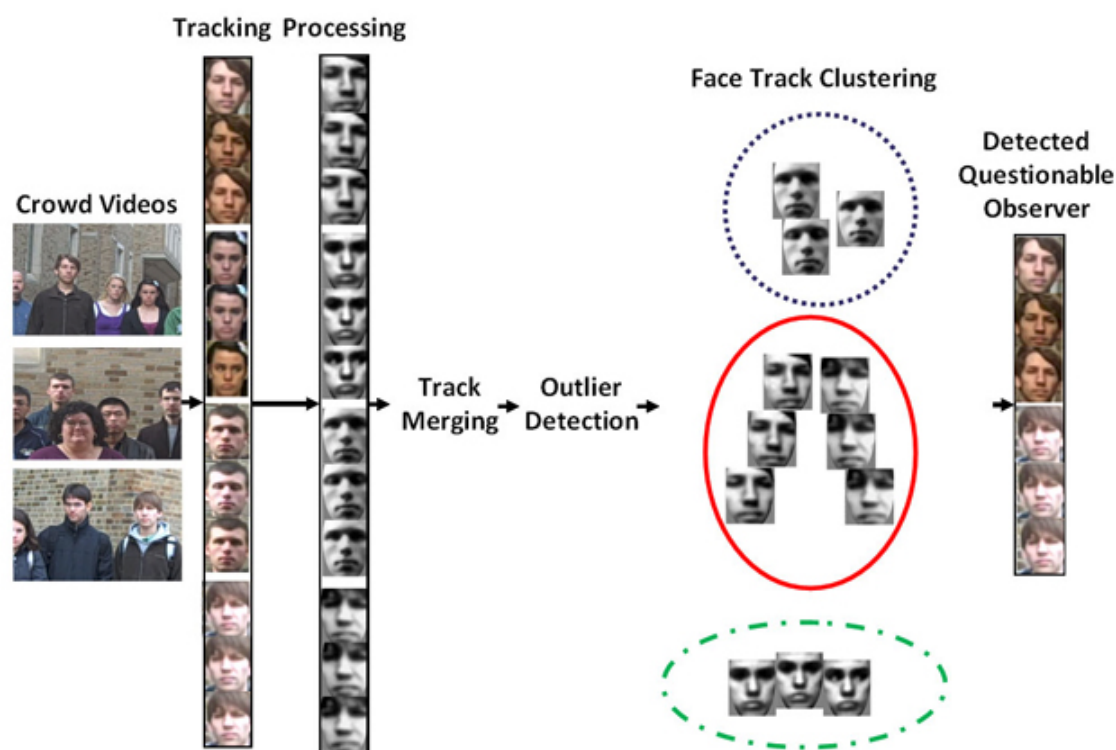 Tracking Processing
Face Track Clustering
Detected
Questionable
Observer
Crowd Videos
Track
Merging
Outlier
Detection